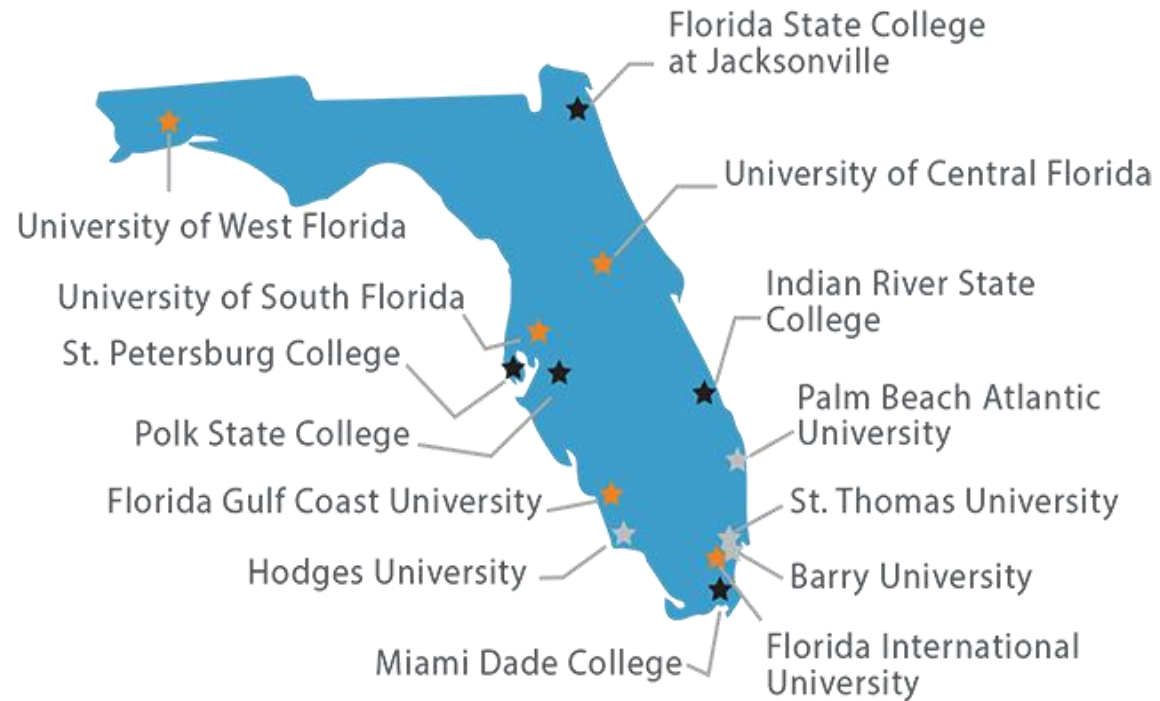 Florida State College
at Jacksonville
University of Central Florida
University of West Florida
Indian River State
College
University of South Florida
St. Petersburg College
Palm Beach Atlantic
University
Polk State College
Florida Gulf Coast University
St. Thomas University
Hodges University
Barry University
Florida International
University
Miami Dade College